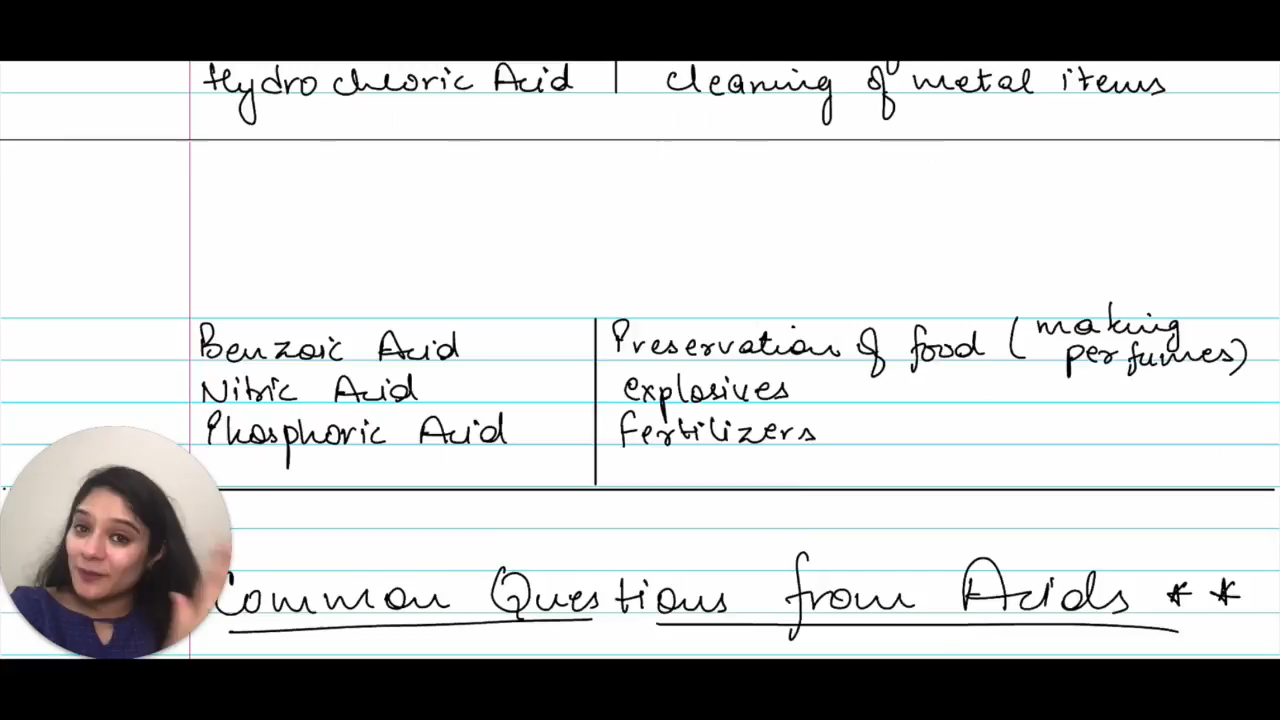 Hydrochloric Acid | cleaning of metal items
Benzoic Acid | Preservation of food (making perfumes)
Nitric Acid | explosives
Phosphoric Acid | Fertilizers
Common Questions from Acids **